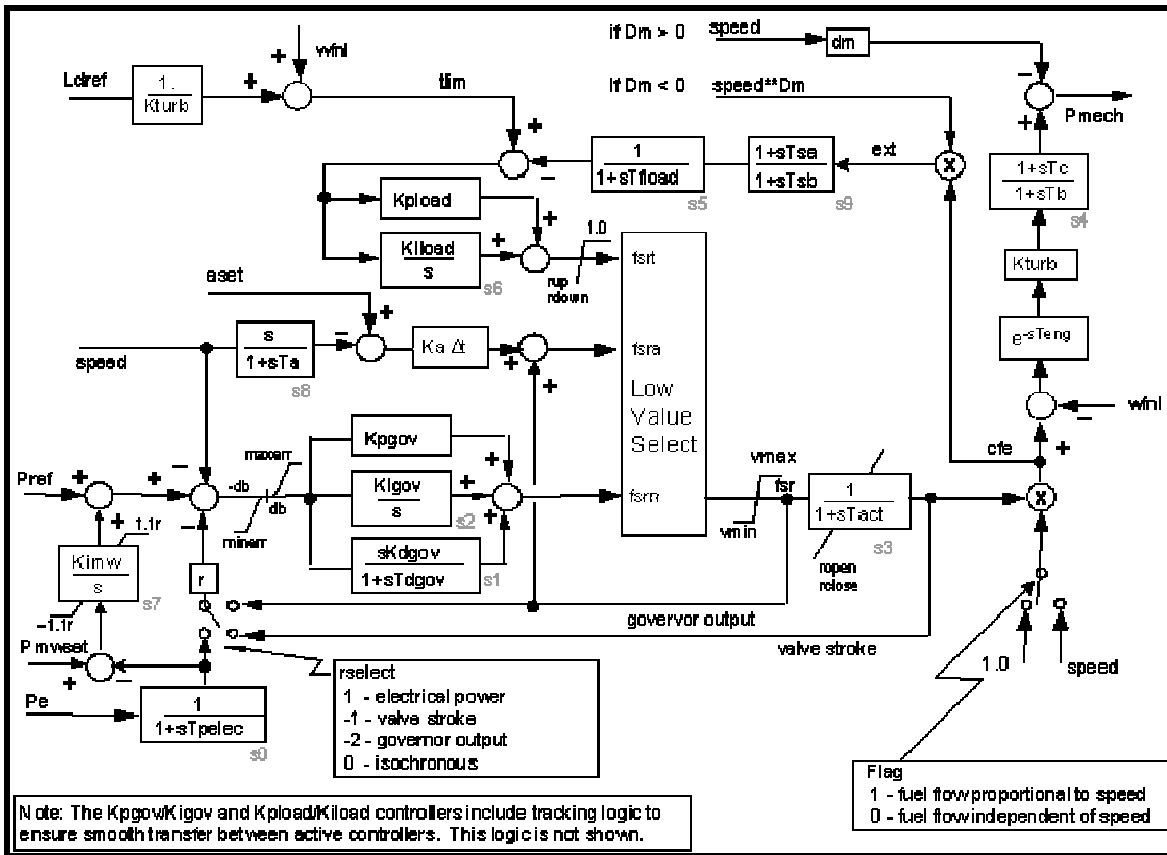 if Dm > 0 speed
dm
wfnl
Ldref
1.
Kturb
tlim
If Dm < 0 speed**Dm
Pmech
1
1+sTfload
s5
1+sTsa
1+sTsb
s9
ext
X
1+sTc
1+sTb
s4
Kpload
KIload
s
s6
1.0
rup
rdown
fsrt
Kturb
aset
speed
s
1+sTa
s8
Ka Δt
fsra
e-sTeng
Low
Value
Select
wfnl
cfe
Pref
maxerr
-db
db
minerr
Kpgov
KIgov
s
s2
sKdgov
1+sTdgov
s1
fsrn
vmax
fsr
vmin
1
1+sTact
s3
ropen
rclose
X
1.1r
Kimw
s
s7
-1.1r
r
governor output
valve stroke
Pmwset
Pe
1
1+sTpelec
s0
1.0
speed
rselect
1 - electrical power
-1 - valve stroke
-2 - governor output
0 - isochronous
Flag
1 - fuel flow proportional to speed
0 - fuel flow independent of speed
Note: The Kpgov/Kigov and Kpload/Kiload controllers include tracking logic to
ensure smooth transfer between active controllers. This logic is not shown.